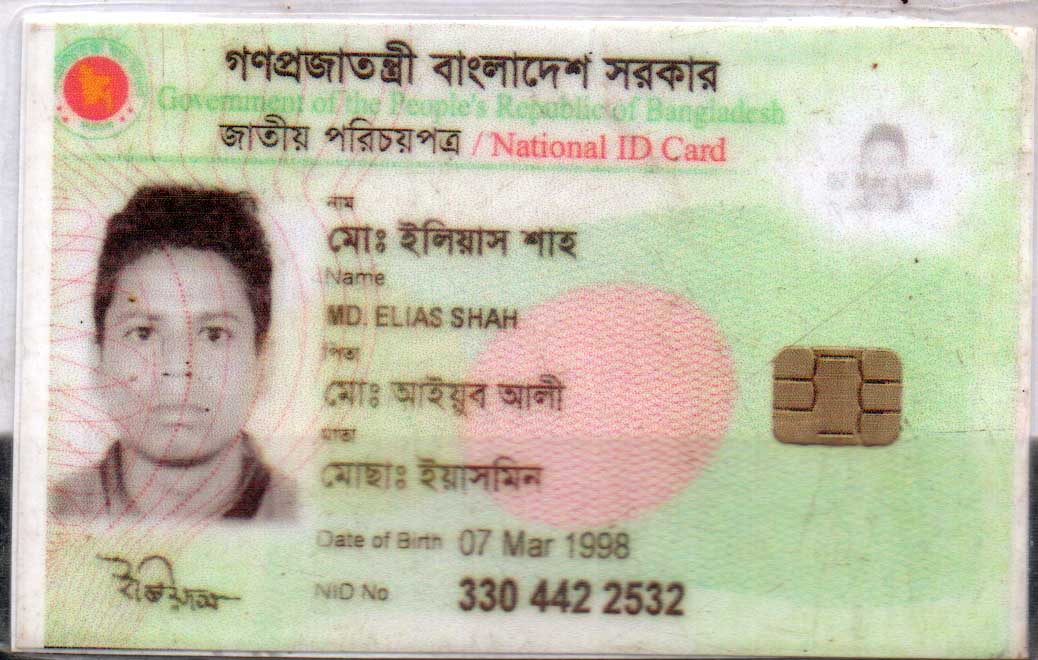 গণপ্রজাতন্ত্রী বাংলাদেশ সরকার
Government of the People's Republic of Bangladesh
জাতীয় পরিচয়পত্র / National ID Card
নাম
মোঃ ইলিয়াস শাহ
Name
MD. ELIAS SHAH
পিতা
মোঃ আইয়ুব আলী
মাতা
মোছাঃ ইয়াসমিন
Date of Birth 07 Mar 1998
NID No 330 442 2532